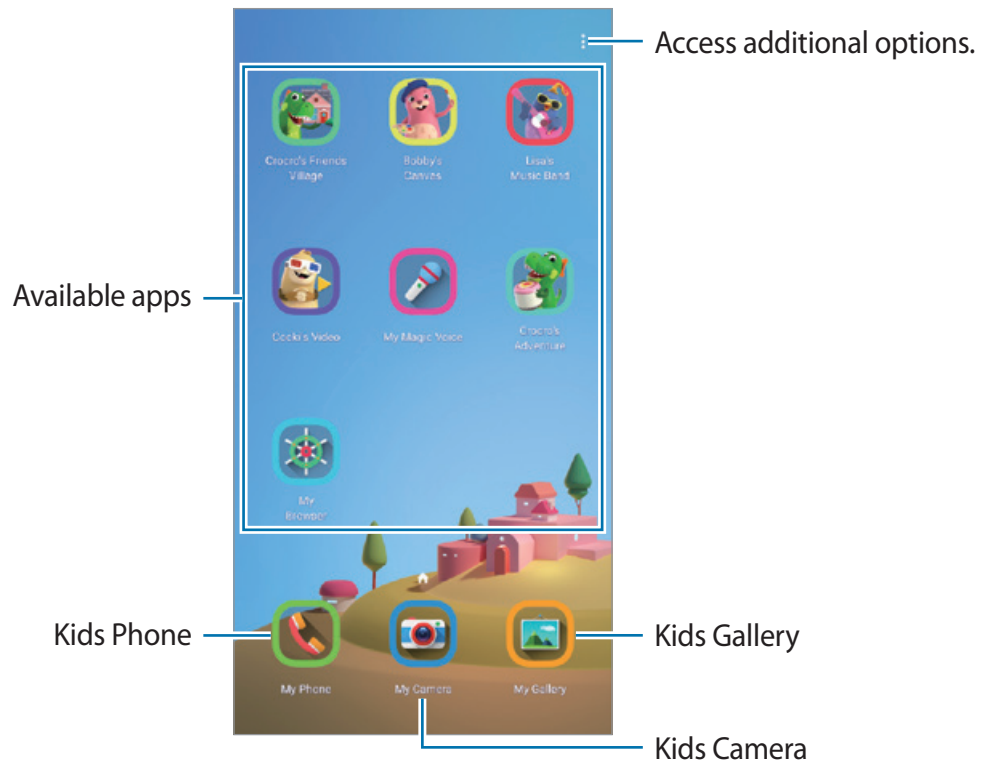 Access additional options.
Crocro's Friends
Village
Bobby's
Canvas
Lisa's
Music Band
Available apps
Cooki's Video
My Magic Voice
Crocro's
Adventure
My
Browser
Kids Phone
Kids Gallery
My Phone
My Camera
My Gallery
Kids Camera